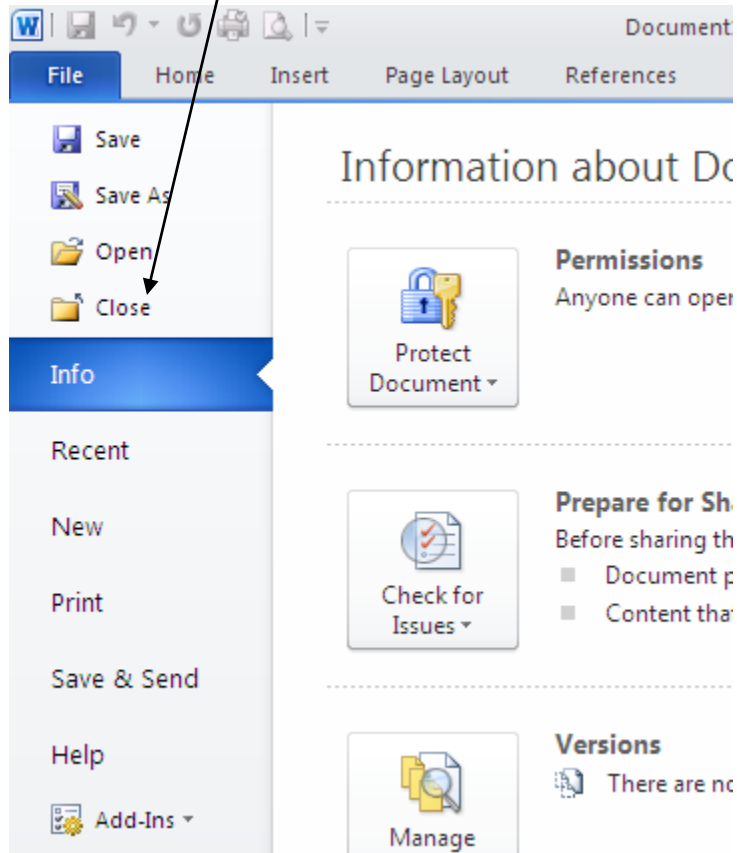 W
Document
File Home Insert Page Layout References
Save
Save As
Open
Close
Info
Recent
New
Print
Save & Send
Help
Add-Ins
Information about Do
Protect
Document
Permissions
Anyone can oper
Check for
Issues
Prepare for Sh
Before sharing th
Document p
Content that
Manage
Versions
There are no